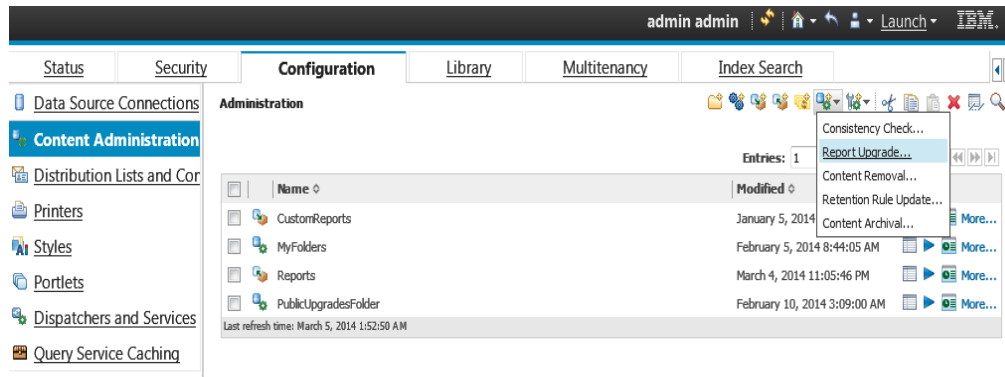 admin admin Launch IBM.
Status Security Configuration Library Multitenancy Index Search
Data Source Connections
Content Administration
Distribution Lists and Cor
Printers
Styles
Portlets
Dispatchers and Services
Query Service Caching
Administration
Consistency Check...
Report Upgrade...
Content Removal...
Retention Rule Update...
Content Archival...
Entries: 1
Name Modified
CustomReports January 5, 2014 More...
MyFolders February 5, 2014 8:44:05 AM More...
Reports March 4, 2014 11:05:46 PM More...
PublicUpgradesFolder February 10, 2014 3:09:00 AM More...
Last refresh time: March 5, 2014 1:52:50 AM